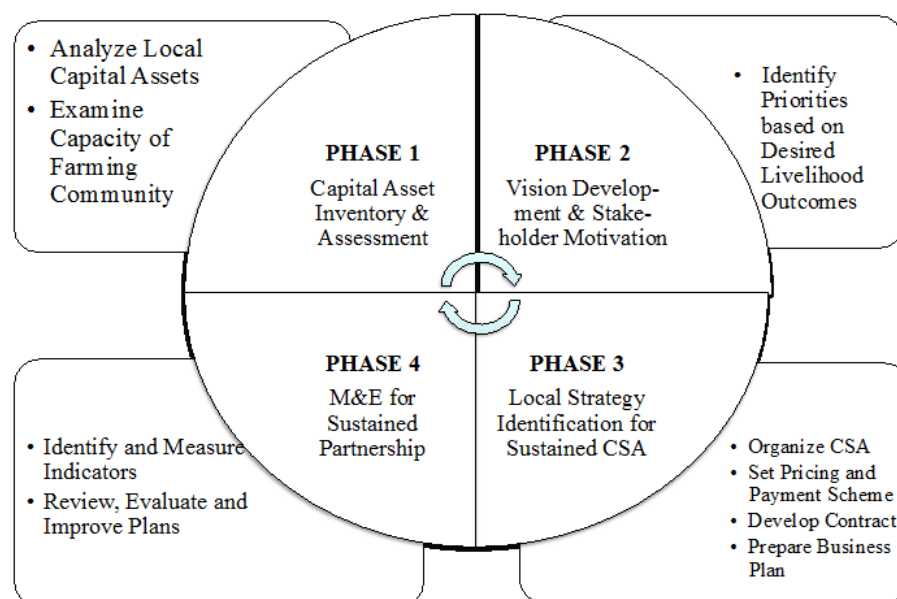 • Analyze Local
Capital Assets
• Examine
Capacity of
Farming
Community
PHASE 1
Capital Asset
Inventory &
Assessment
PHASE 2
Vision Develop-
ment & Stake-
holder Motivation
• Identify
Priorities
based on
Desired
Livelihood
Outcomes
PHASE 4
M&E for
Sustained
Partnership
PHASE 3
Local Strategy
Identification for
Sustained CSA
• Identify and Measure
Indicators
• Review, Evaluate and
Improve Plans
• Organize CSA
• Set Pricing and
Payment Scheme
• Develop Contract
• Prepare Business
Plan